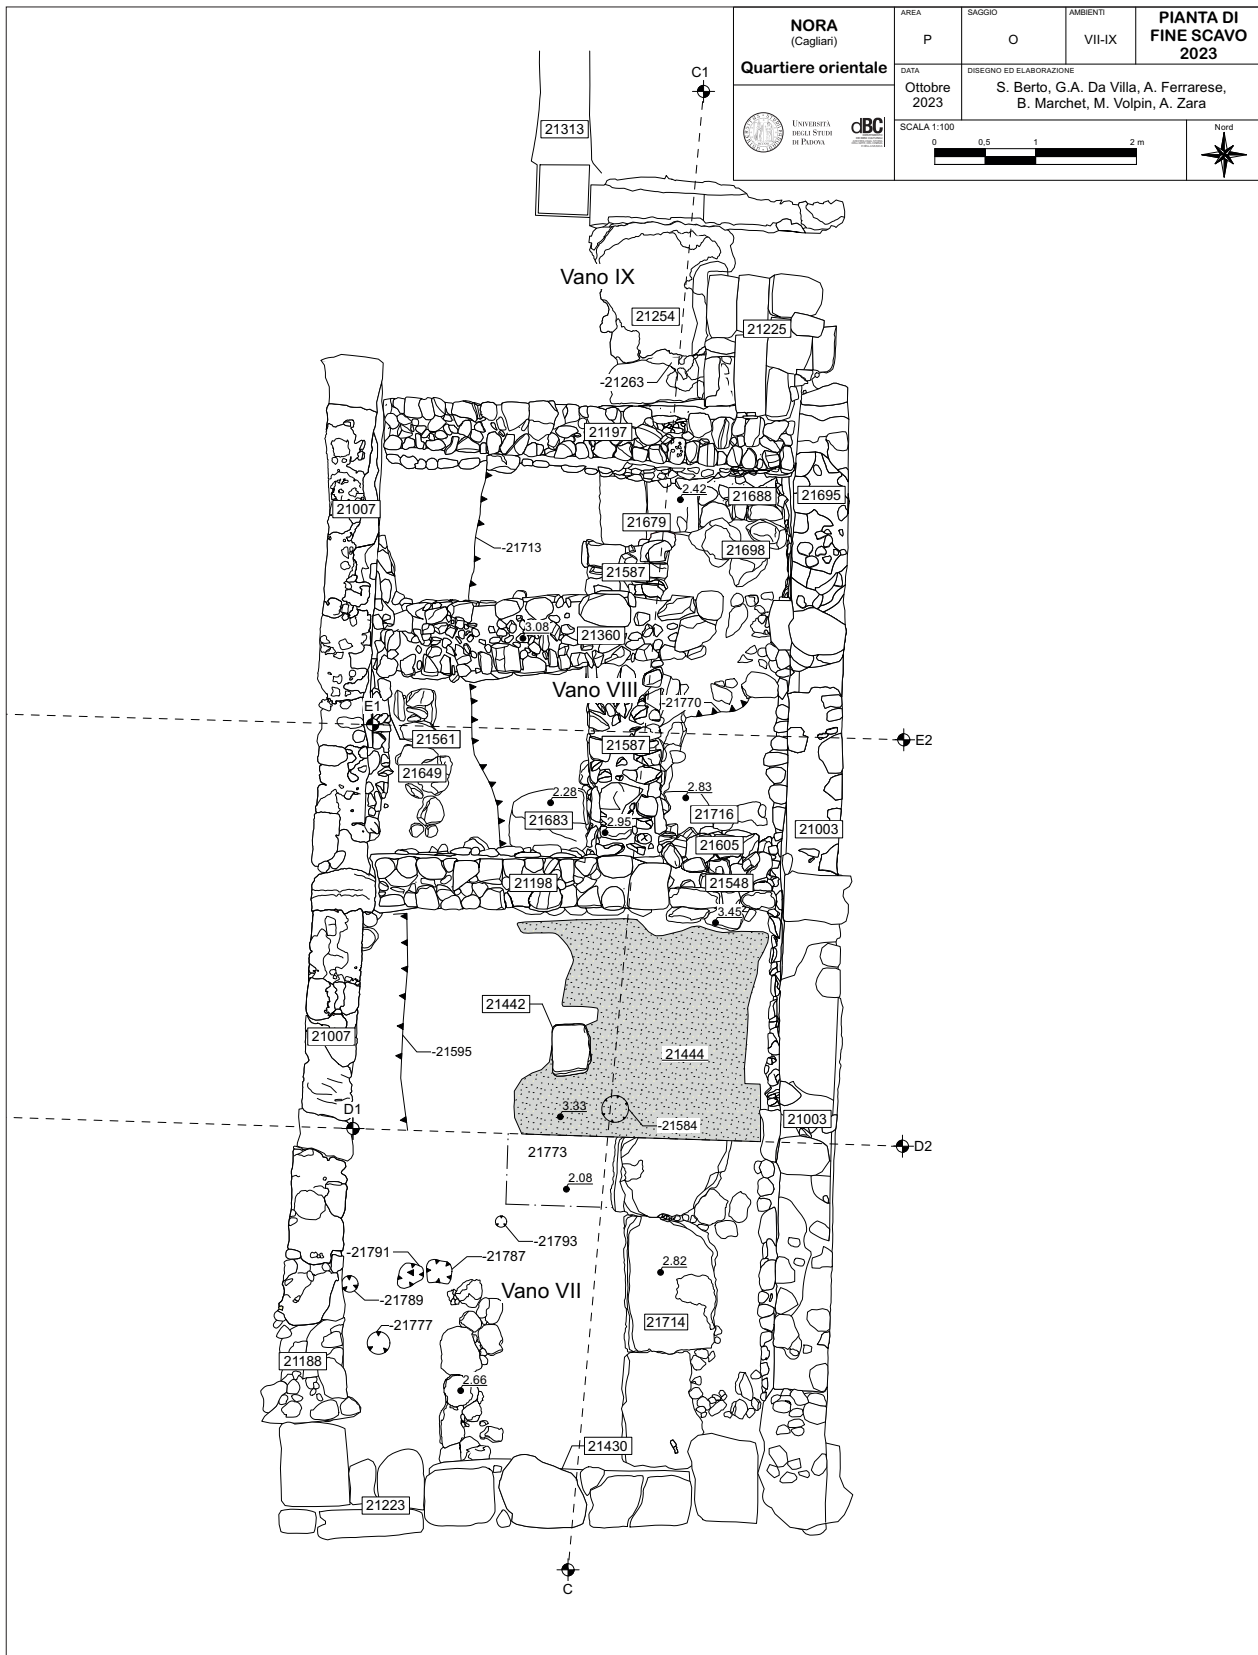 NORA
(Cagliari)
Quartiere orientale
AREA
P
SAGGIO
O
AMBIENTI
VII-IX
PIANTA DI
FINE SCAVO
2023
DATA
Ottobre
2023
DISEGNO ED ELABORAZIONE
S. Berto, G.A. Da Villa, A. Ferrarese,
B. Marchet, M. Volpin, A. Zara
UNIVERSITÀ
DEGLI STUDI
DI PADOVA
dBC
SCALA 1:100
0 0,5 1 2 m
Nord
C1
21313
Vano IX
21254
21225
-21263
21197
2.42
21688
21695
21007
21679
-21713
21698
21587
3.08
21360
Vano VIII
-21770
E1
21561
21587
E2
21649
2.28
2.83
21683
21716
2.95
21003
21605
21198
21548
3.45
21442
21007
-21595
21444
D1
3.33
-21584
21003
D2
21773
2.08
-21793
-21791
-21787
2.82
Vano VII
-21789
21714
-21777
21188
2.66
21430
21223
C